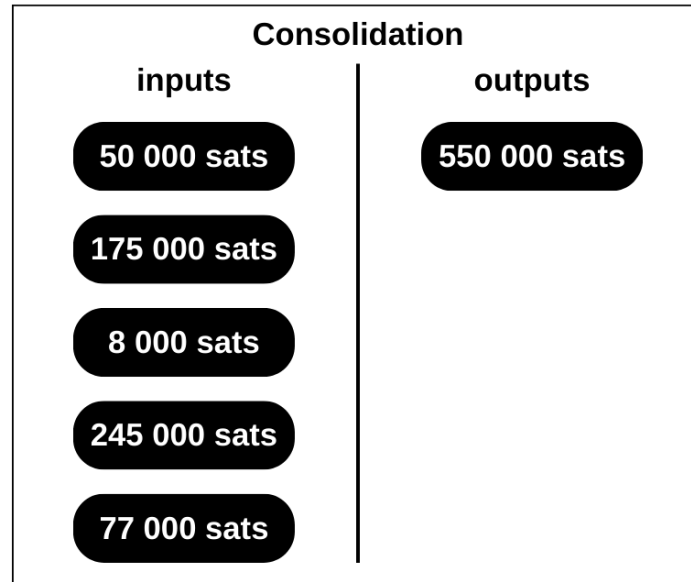 Consolidation
inputs
outputs
50 000 sats
550 000 sats
175 000 sats
8 000 sats
245 000 sats
77 000 sats